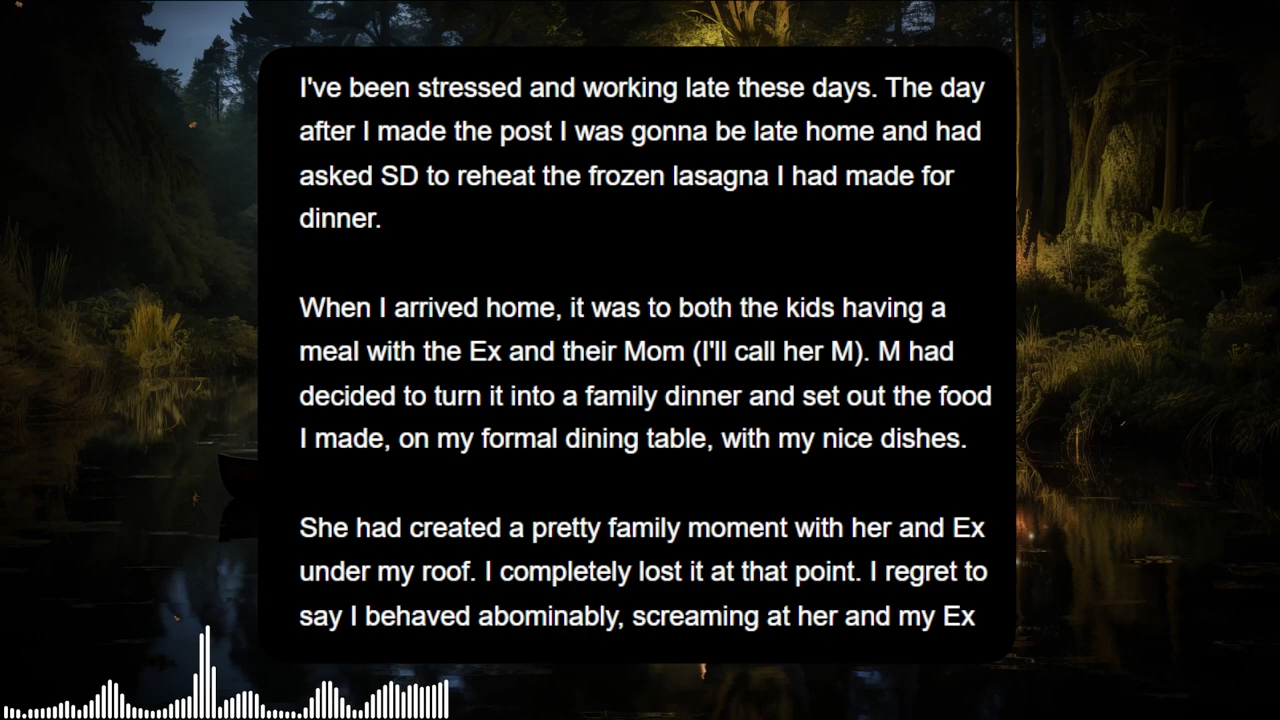 I've been stressed and working late these days. The day
after I made the post I was gonna be late home and had
asked SD to reheat the frozen lasagna I had made for
dinner.
When I arrived home, it was to both the kids having a
meal with the Ex and their Mom (I'll call her M). M had
decided to turn it into a family dinner and set out the food
I made, on my formal dining table, with my nice dishes.
She had created a pretty family moment with her and Ex
under my roof. I completely lost it at that point. I regret to
say I behaved abominably, screaming at her and my Ex